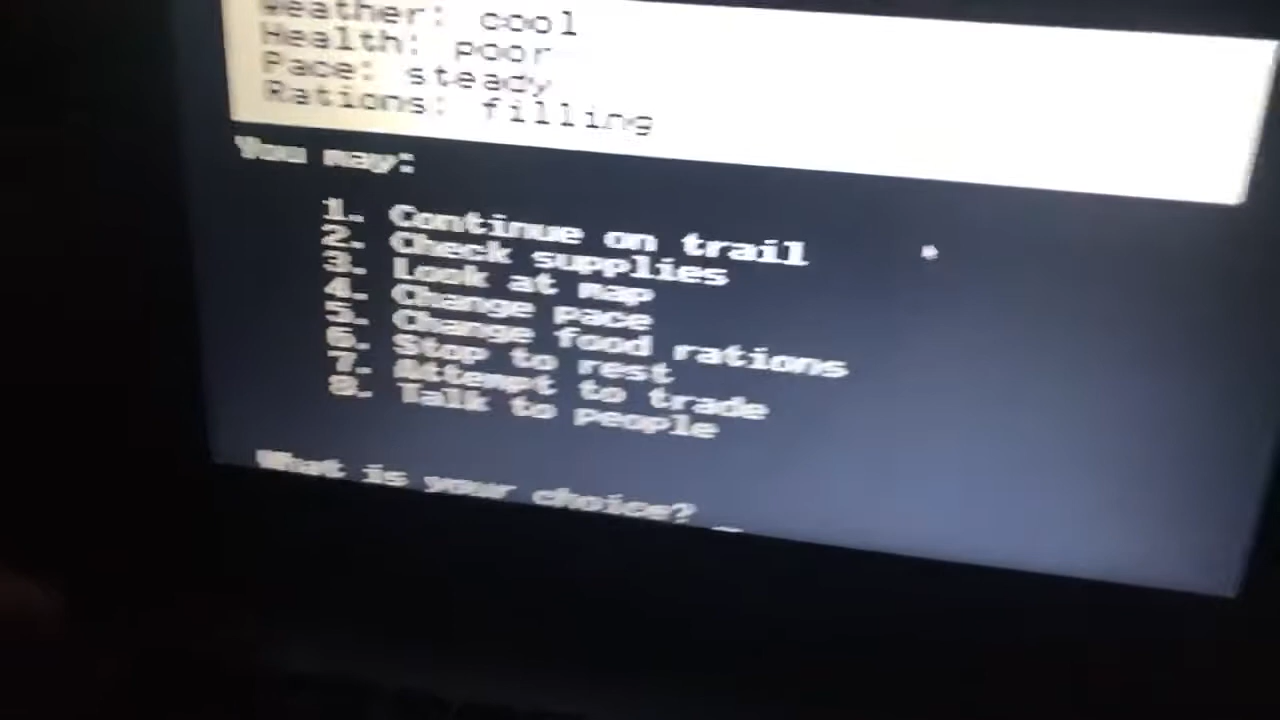 Weather: cool
Health: poor
Pace: steady
Rations: filling
You may:
1. Continue on trail
2. Check supplies
3. Look at map
4. Change pace
5. Change food rations
6. Stop to rest
7. Attempt to trade
8. Talk to people
What is your choice?